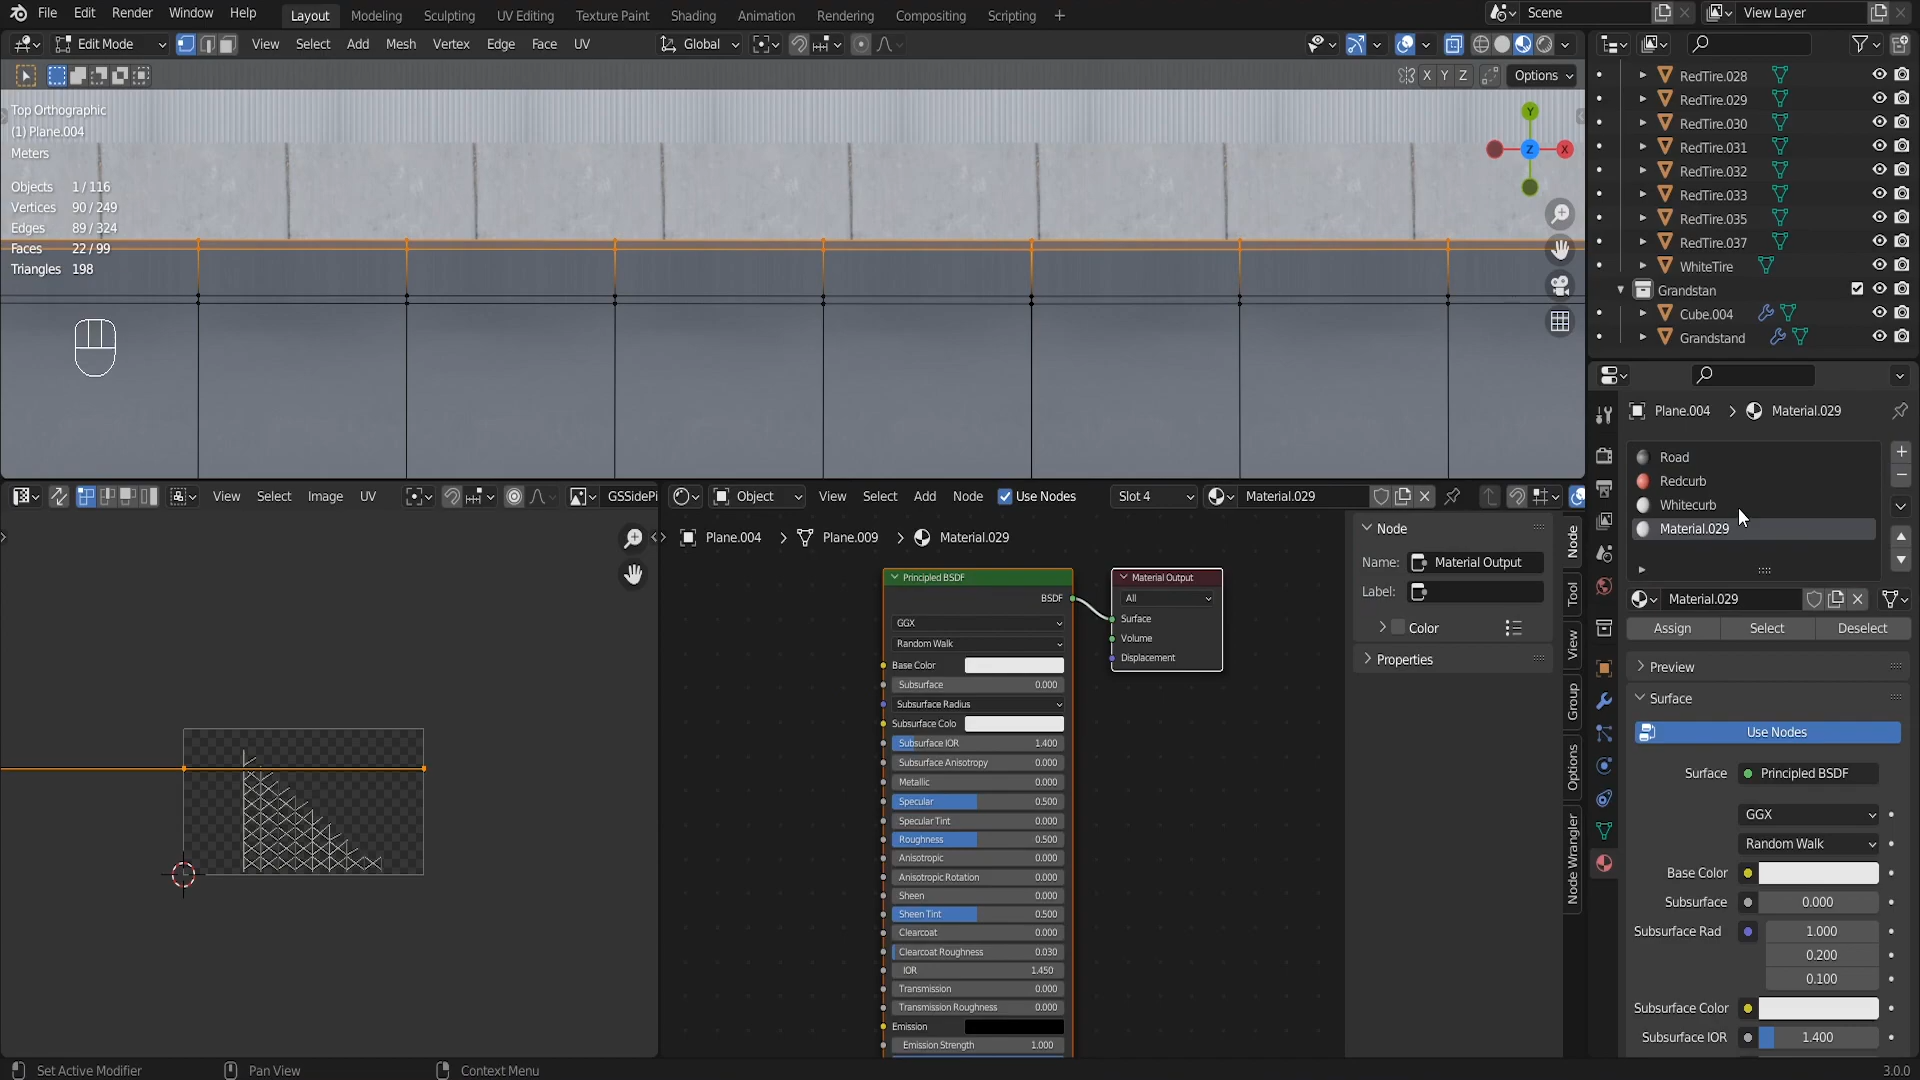 File Edit Render Window Help Layout Modeling Sculpting UV Editing Texture Paint Shading Animation Rendering Compositing Scripting + Scene View Layer
Edit Mode View Select Add Mesh Vertex Edge Face UV Global
X Y Z Options
Top Orthographic
(1) Plane.004
Meters
Objects 1/116
Vertices 90/249
Edges 89/324
Faces 22/99
Triangles 198
Y
Z
X
RedTire.028
RedTire.029
RedTire.030
RedTire.031
RedTire.032
RedTire.033
RedTire.035
RedTire.037
WhiteTire
Grandstan
Cube.004
Grandstand
Plane.004 > Material.029
Road
Redcurb
Whitecurb
Material.029
Material.029
Assign Select Deselect
Preview
Surface
Use Nodes
Surface Principled BSDF
GGX
Random Walk
Base Color
Subsurface 0.000
Subsurface Rad 1.000
0.200
0.100
Subsurface Color
Subsurface IOR 1.400
View Select Image UV GSSidePi
Object View Select Add Node Use Nodes Slot 4 Material.029
Plane.004 > Plane.009 > Material.029
Principled BSDF
BSDF
GGX
Random Walk
Base Color
Subsurface 0.000
Subsurface Radius
Subsurface Colo
Subsurface IOR 1.400
Subsurface Anisotropy 0.000
Metallic 0.000
Specular 0.500
Specular Tint 0.000
Roughness 0.500
Anisotropic 0.000
Anisotropic Rotation 0.000
Sheen 0.000
Sheen Tint 0.500
Clearcoat 0.000
Clearcoat Roughness 0.030
IOR 1.450
Transmission 0.000
Transmission Roughness 0.000
Emission
Emission Strength 1.000
Material Output
All
Surface
Volume
Displacement
Node
Name: Material Output
Label:
Color
Properties
Node
Tool
View
Group
Options
Node Wrangler
Set Active Modifier Pan View Context Menu 3.0.0